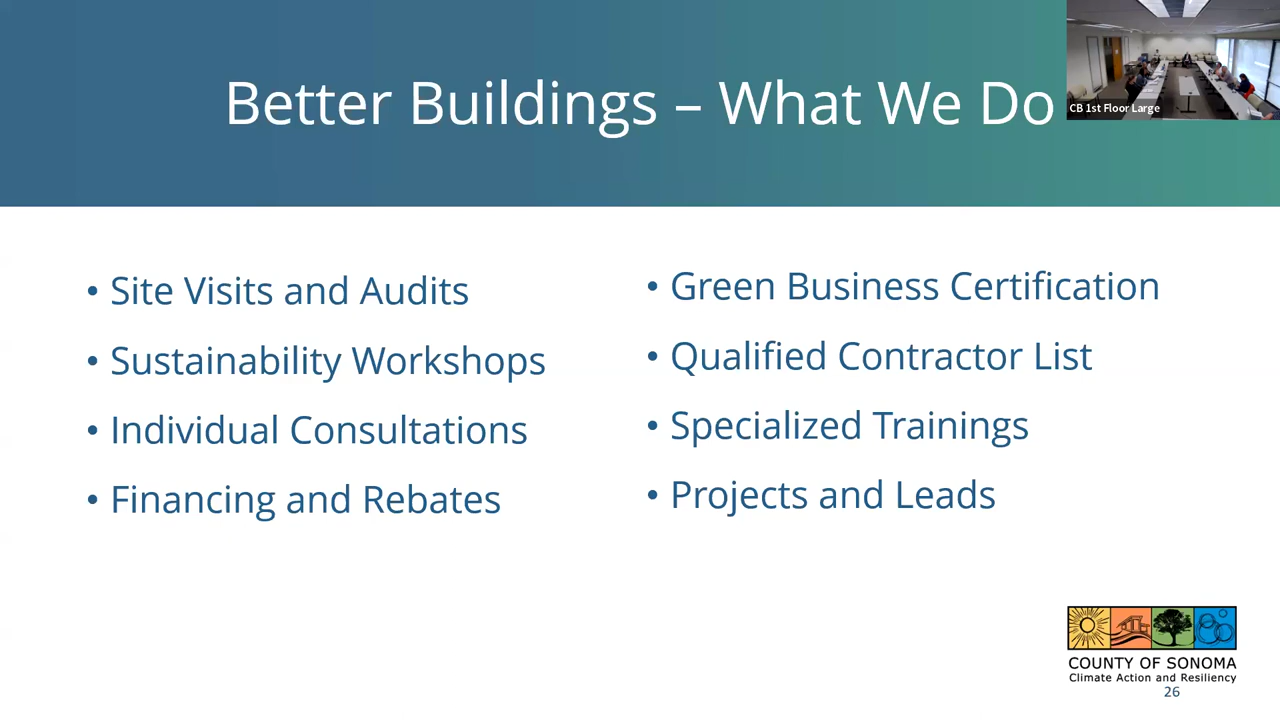 Better Buildings – What We Do
CB 1st Floor Large
• Site Visits and Audits
• Sustainability Workshops
• Individual Consultations
• Financing and Rebates
• Green Business Certification
• Qualified Contractor List
• Specialized Trainings
• Projects and Leads
COUNTY OF SONOMA
Climate Action and Resiliency
26